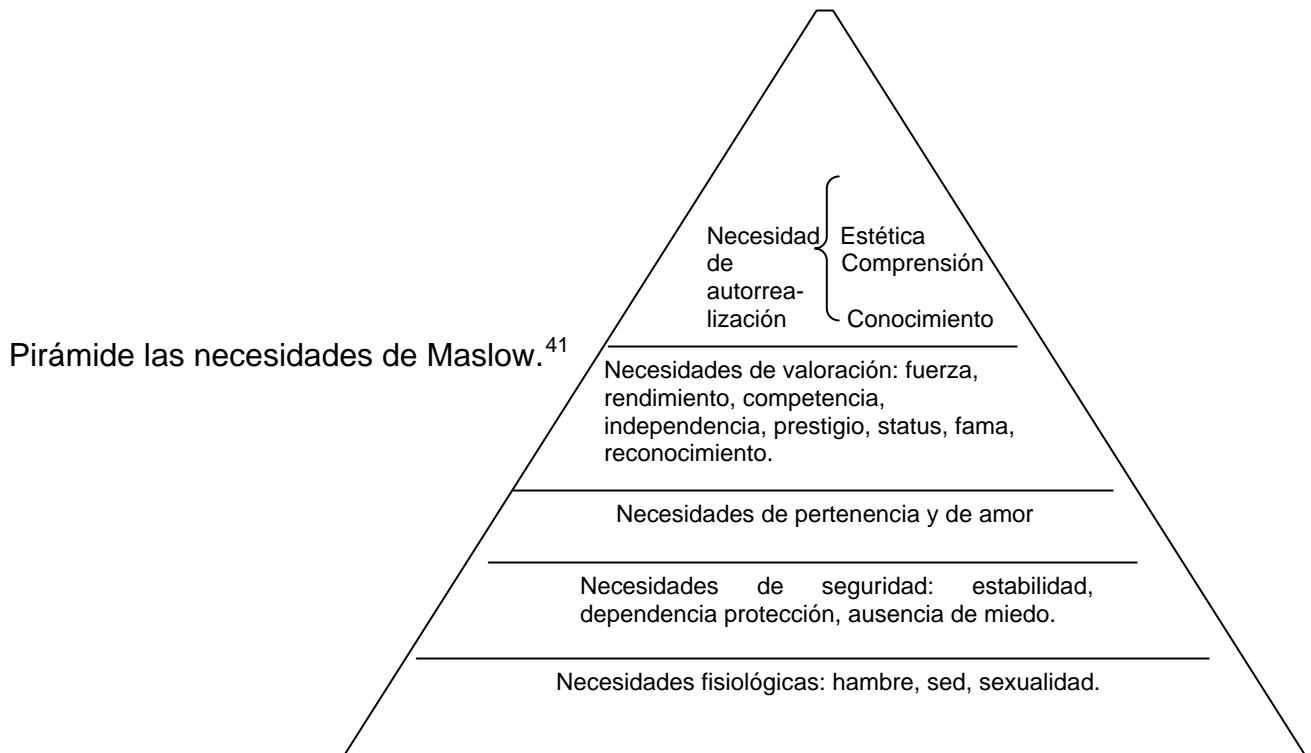 Necesidad
de
autorrea-
lización
Estética
Comprensión
Conocimiento
Pirámide las necesidades de Maslow.41
Necesidades de valoración: fuerza,
rendimiento, competencia,
independencia, prestigio, status, fama,
reconocimiento.
Necesidades de pertenencia y de amor
Necesidades de seguridad: estabilidad,
dependencia protección, ausencia de miedo.
Necesidades fisiológicas: hambre, sed, sexualidad.